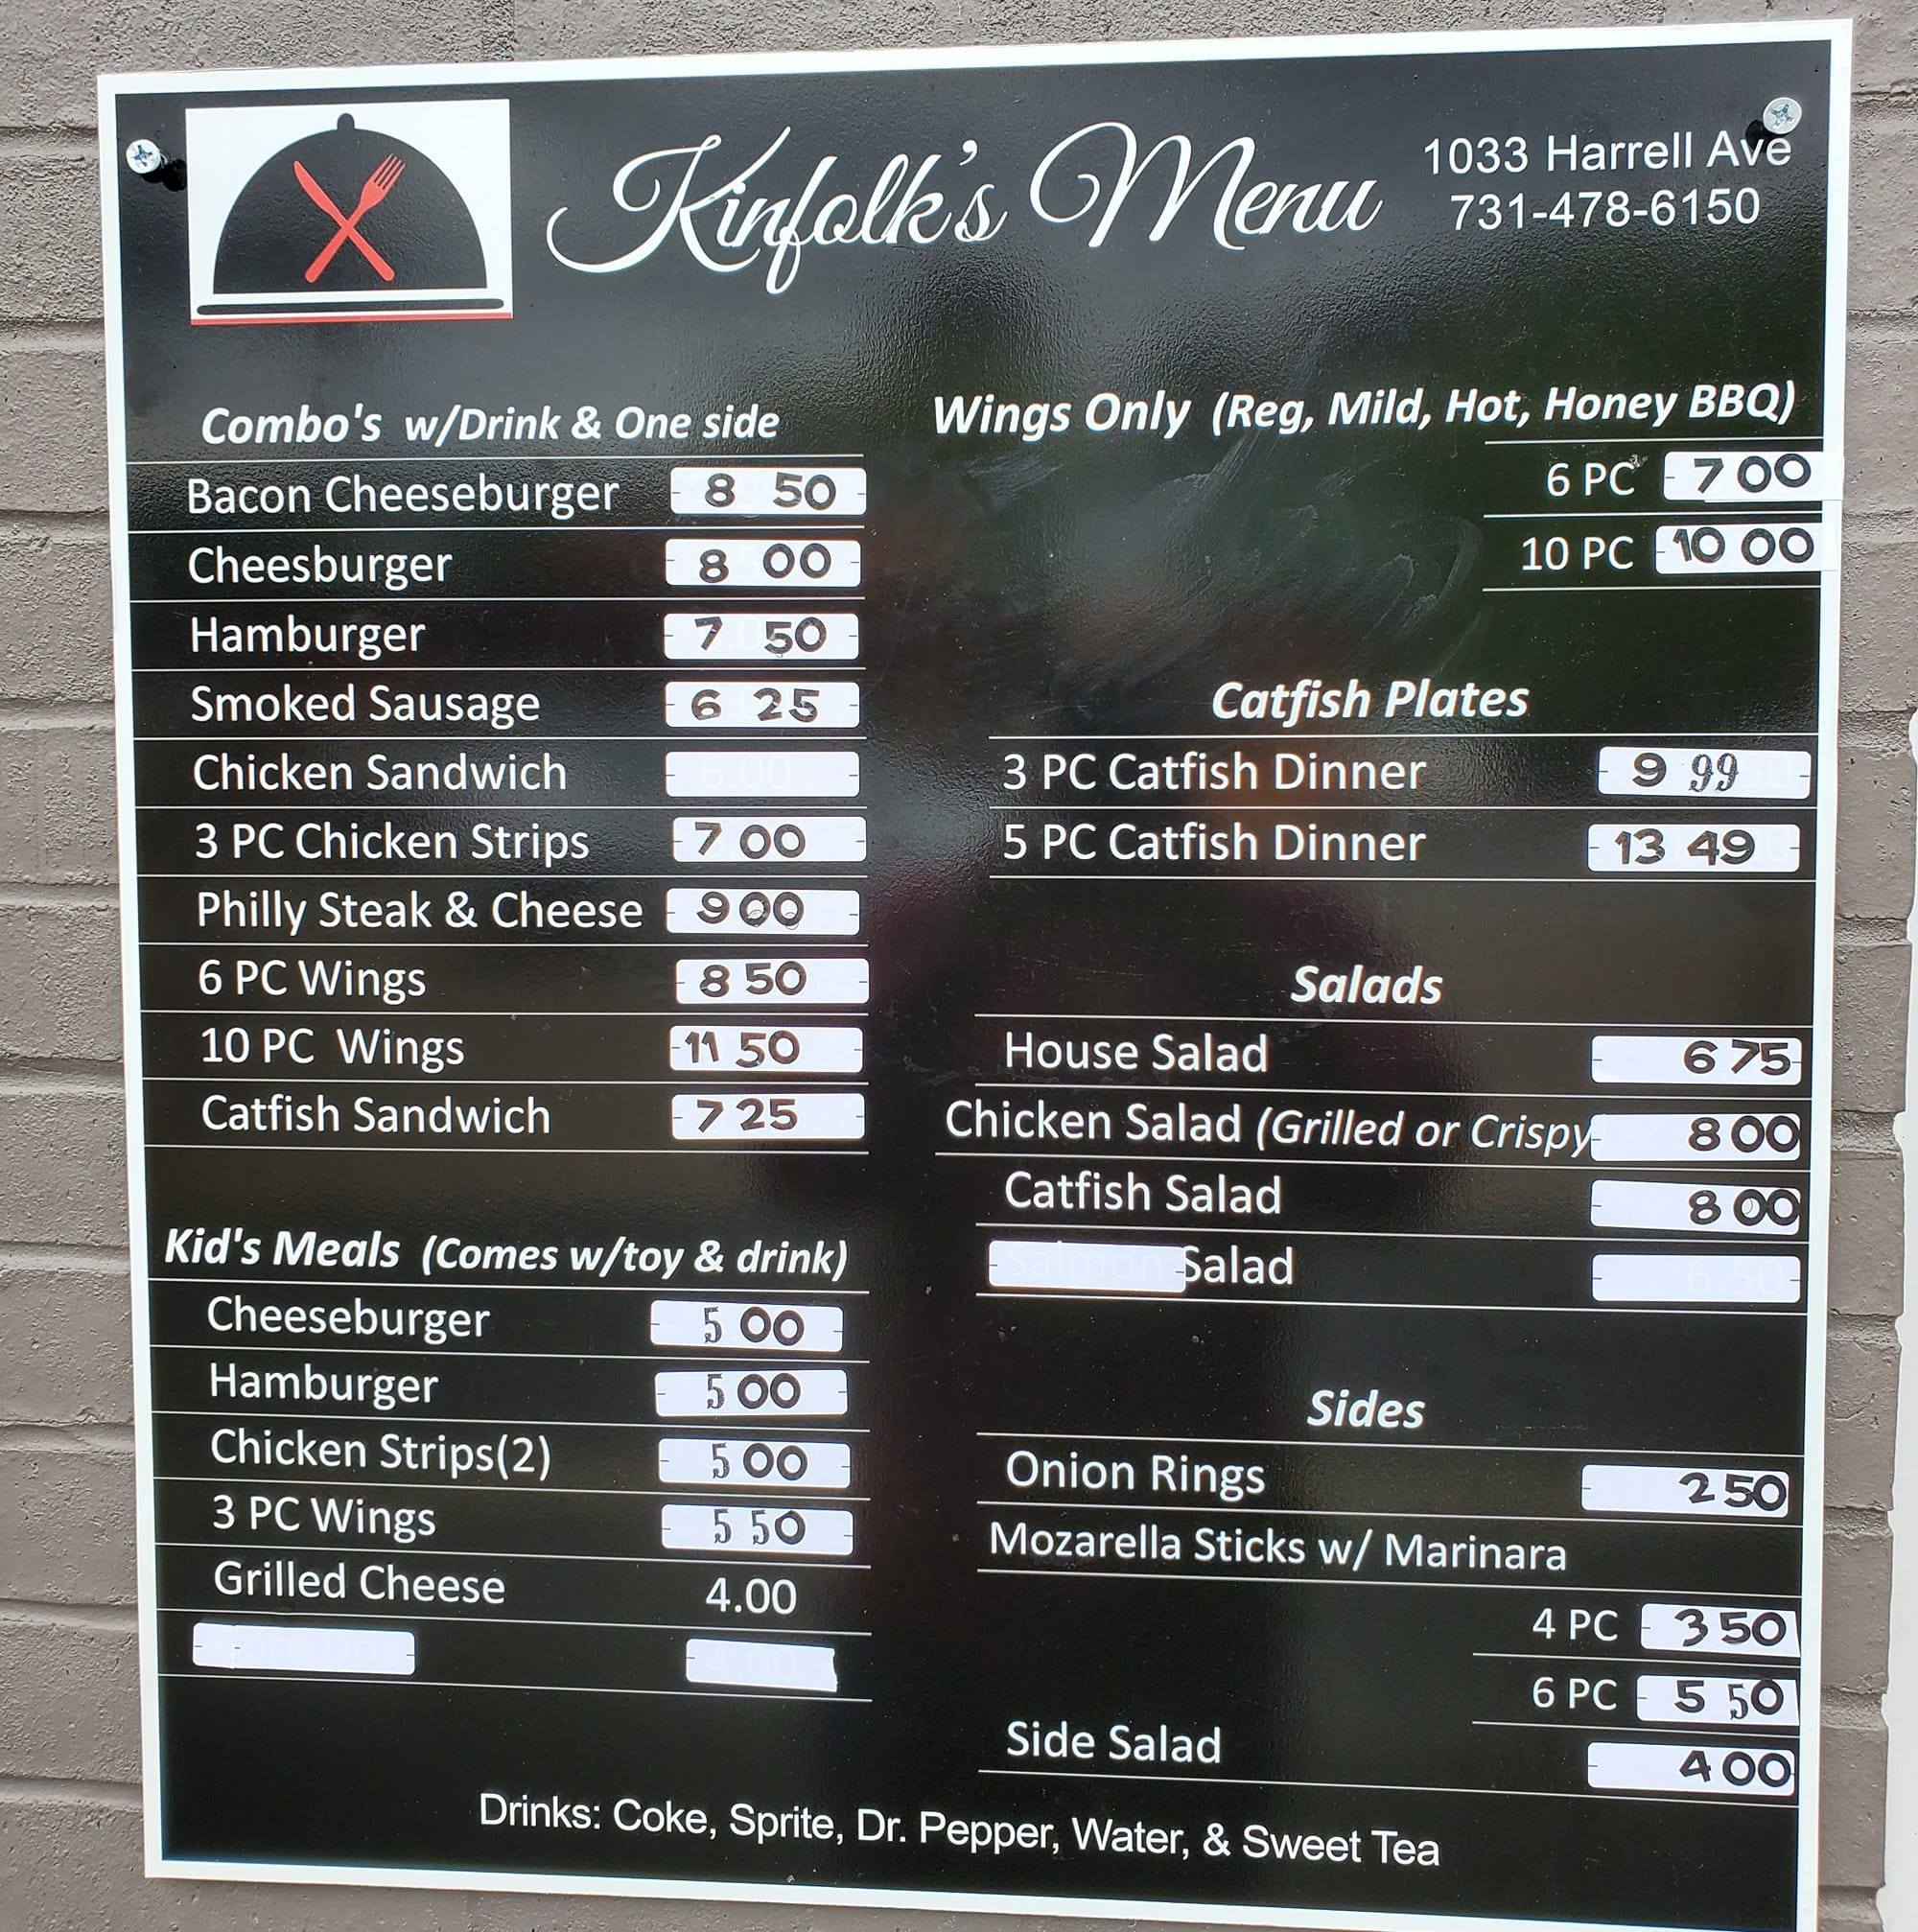 Kinfolk's Menu
1033 Harrell Ave
731-478-6150
Combo's w/Drink & One side
Bacon Cheeseburger 8 50
Cheesburger 8 00
Hamburger 7 50
Smoked Sausage 6 25
Chicken Sandwich 6.00
3 PC Chicken Strips 7 00
Philly Steak & Cheese 9 00
6 PC Wings 8 50
10 PC Wings 11 50
Catfish Sandwich 7 25
Kid's Meals (Comes w/toy & drink)
Cheeseburger 5 00
Hamburger 5 00
Chicken Strips(2) 5 00
3 PC Wings 5 50
Grilled Cheese 4.00
Wings Only (Reg, Mild, Hot, Honey BBQ)
6 PC 7 00
10 PC 10 00
Catfish Plates
3 PC Catfish Dinner 9 99
5 PC Catfish Dinner 13 49
Salads
House Salad 6 75
Chicken Salad (Grilled or Crispy 8 00
Catfish Salad 8 00
Salmon Salad
Sides
Onion Rings 2 50
Mozarella Sticks w/ Marinara
4 PC 3 50
6 PC 5 50
Side Salad 4 00
Drinks: Coke, Sprite, Dr. Pepper, Water, & Sweet Tea